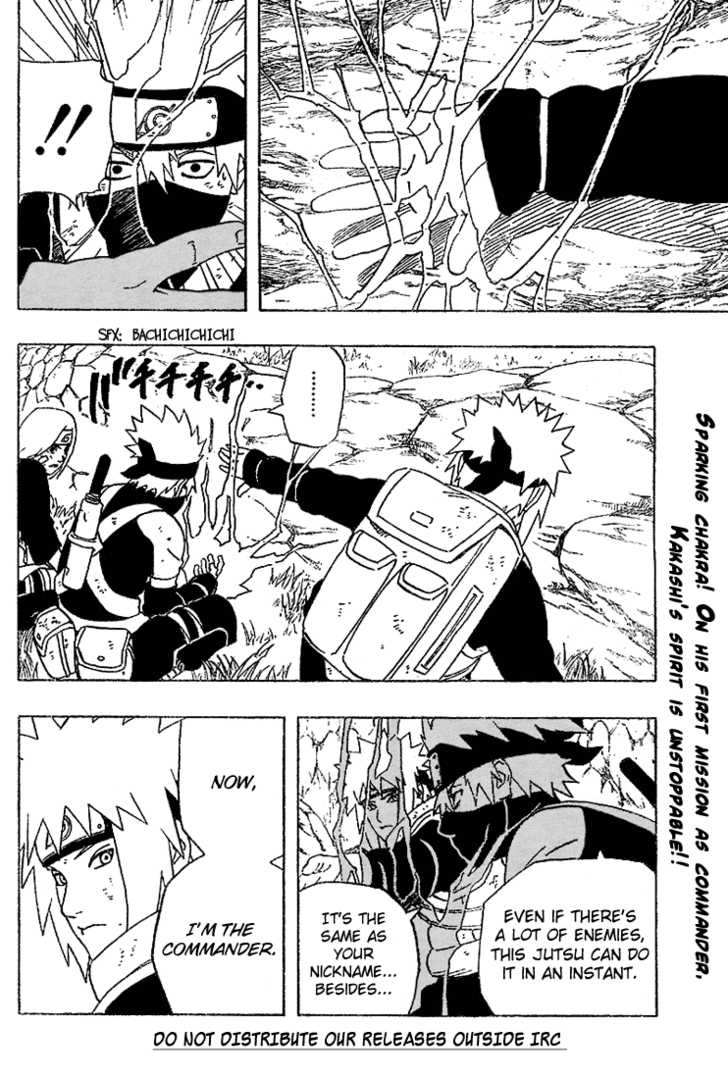 !!
SFX: BACHICHICHICHI
チチチチ..
.......
SPARKING CHAKRA! ON HIS FIRST MISSION AS COMMANDER,
KAKASHI'S SPIRIT IS UNSTOPPABLE!!
EVEN IF THERE'S
A LOT OF ENEMIES,
THIS JUTSU CAN DO
IT IN AN INSTANT.
IT'S THE
SAME AS
YOUR
NICKNAME...
BESIDES...
NOW,
I'M THE
COMMANDER.
DO NOT DISTRIBUTE OUR RELEASES OUTSIDE IRC